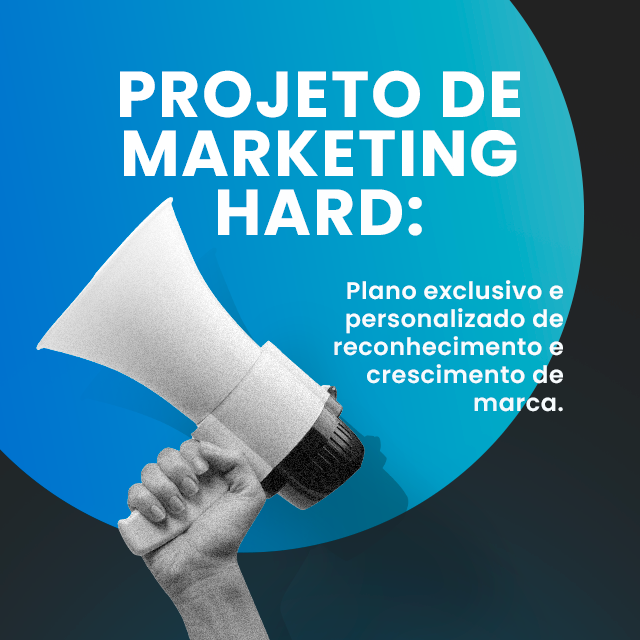 PROJETO DE
MARKETING
HARD:
Plano exclusivo e
personalizado de
reconhecimento e
crescimento de
marca.